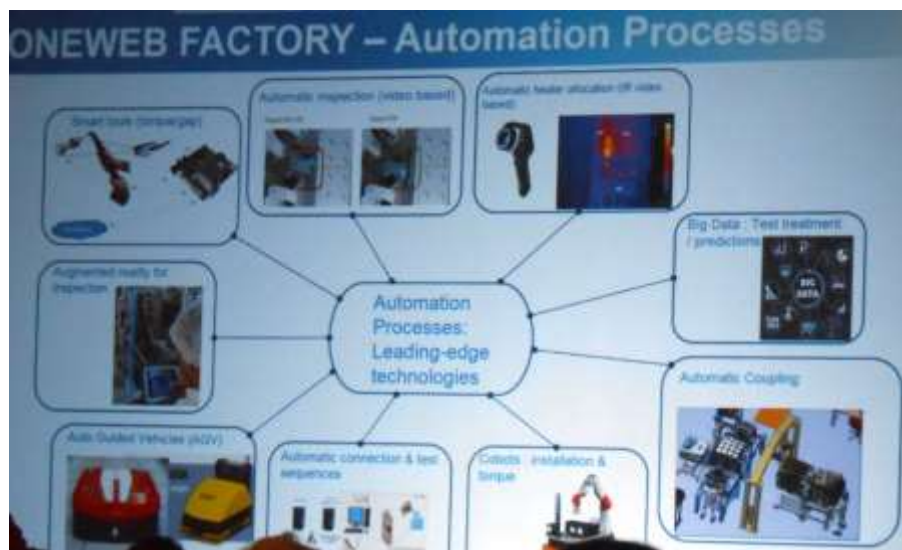 ONEWEB FACTORY – Automation Processes
Smart tools (torque/gap)
Automatic inspection (video based)
Automatic heater allocation (IR video
based)
Big-Data : Test treatment
/ predictions
BIG
DATA
Augmented reality for
inspection
Automation
Processes:
Leading-edge
technologies
Automatic Coupling
Auto Guided Vehicles (AGV)
Automatic connection & test
sequences
Cobots : installation &
torque